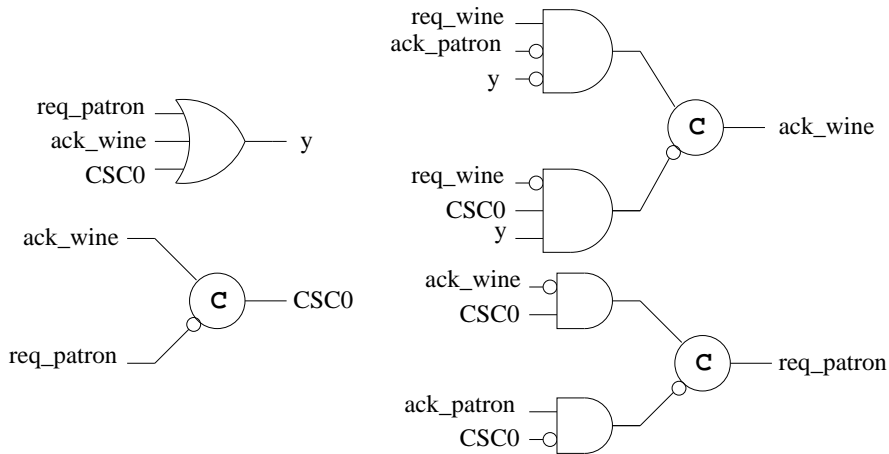 req_patron
ack_wine
CSC0
y
ack_wine
req_patron
C
CSC0
req_wine
ack_patron
y
req_wine
CSC0
y
C
ack_wine
ack_wine
CSC0
ack_patron
CSC0
C
req_patron